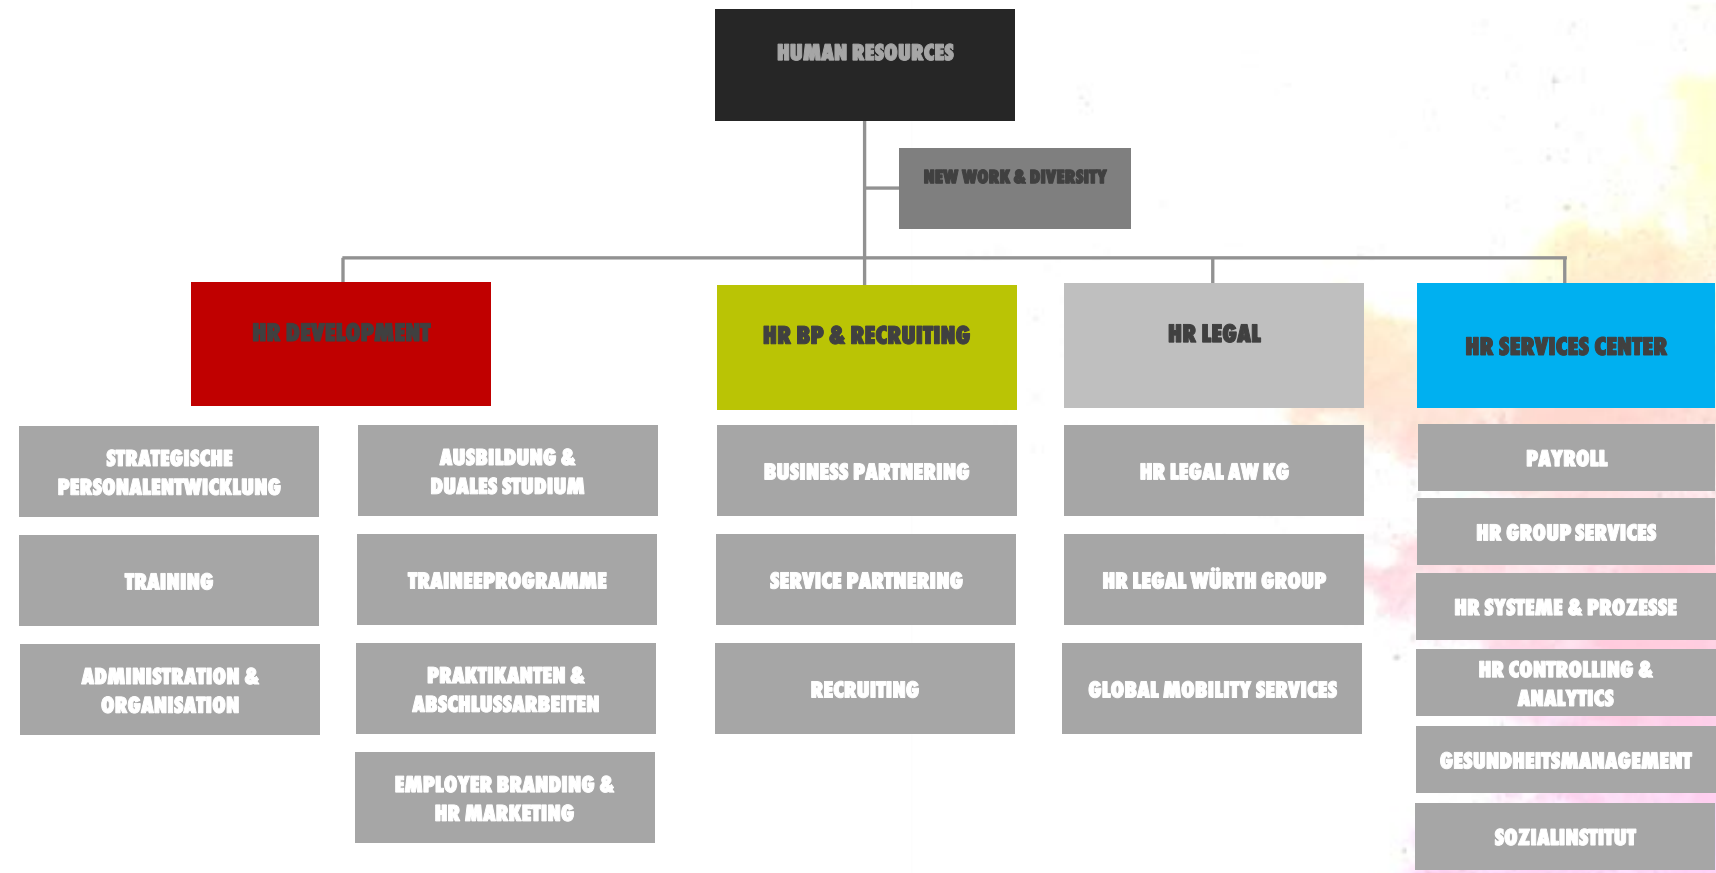 HUMAN RESOURCES
NEW WORK & DIVERSITY
HR DEVELOPMENT
HR BP & RECRUITING
HR LEGAL
HR SERVICES CENTER
STRATEGISCHE
PERSONALENTWICKLUNG
TRAINING
ADMINISTRATION &
ORGANISATION
AUSBILDUNG &
DUALES STUDIUM
TRAINEEPROGRAMME
PRAKTIKANTEN &
ABSCHLUSSARBEITEN
EMPLOYER BRANDING &
HR MARKETING
BUSINESS PARTNERING
SERVICE PARTNERING
RECRUITING
HR LEGAL AW KG
HR LEGAL WÜRTH GROUP
GLOBAL MOBILITY SERVICES
PAYROLL
HR GROUP SERVICES
HR SYSTEME & PROZESSE
HR CONTROLLING &
ANALYTICS
GESUNDHEITSMANAGEMENT
SOZIALINSTITUT